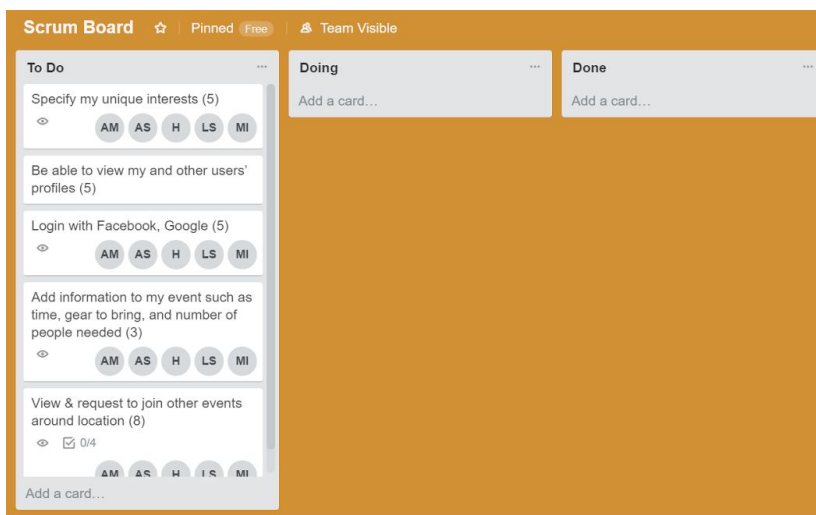 Scrum Board
Pinned Free
Team Visible
To Do
Specify my unique interests (5)
AM AS H LS MI
Be able to view my and other users'
profiles (5)
Login with Facebook, Google (5)
AM AS H LS MI
Add information to my event such as
time, gear to bring, and number of
people needed (3)
AM AS H LS MI
View & request to join other events
around location (8)
0/4
AM AS H LS MI
Add a card…
Doing
Add a card…
Done
Add a card…